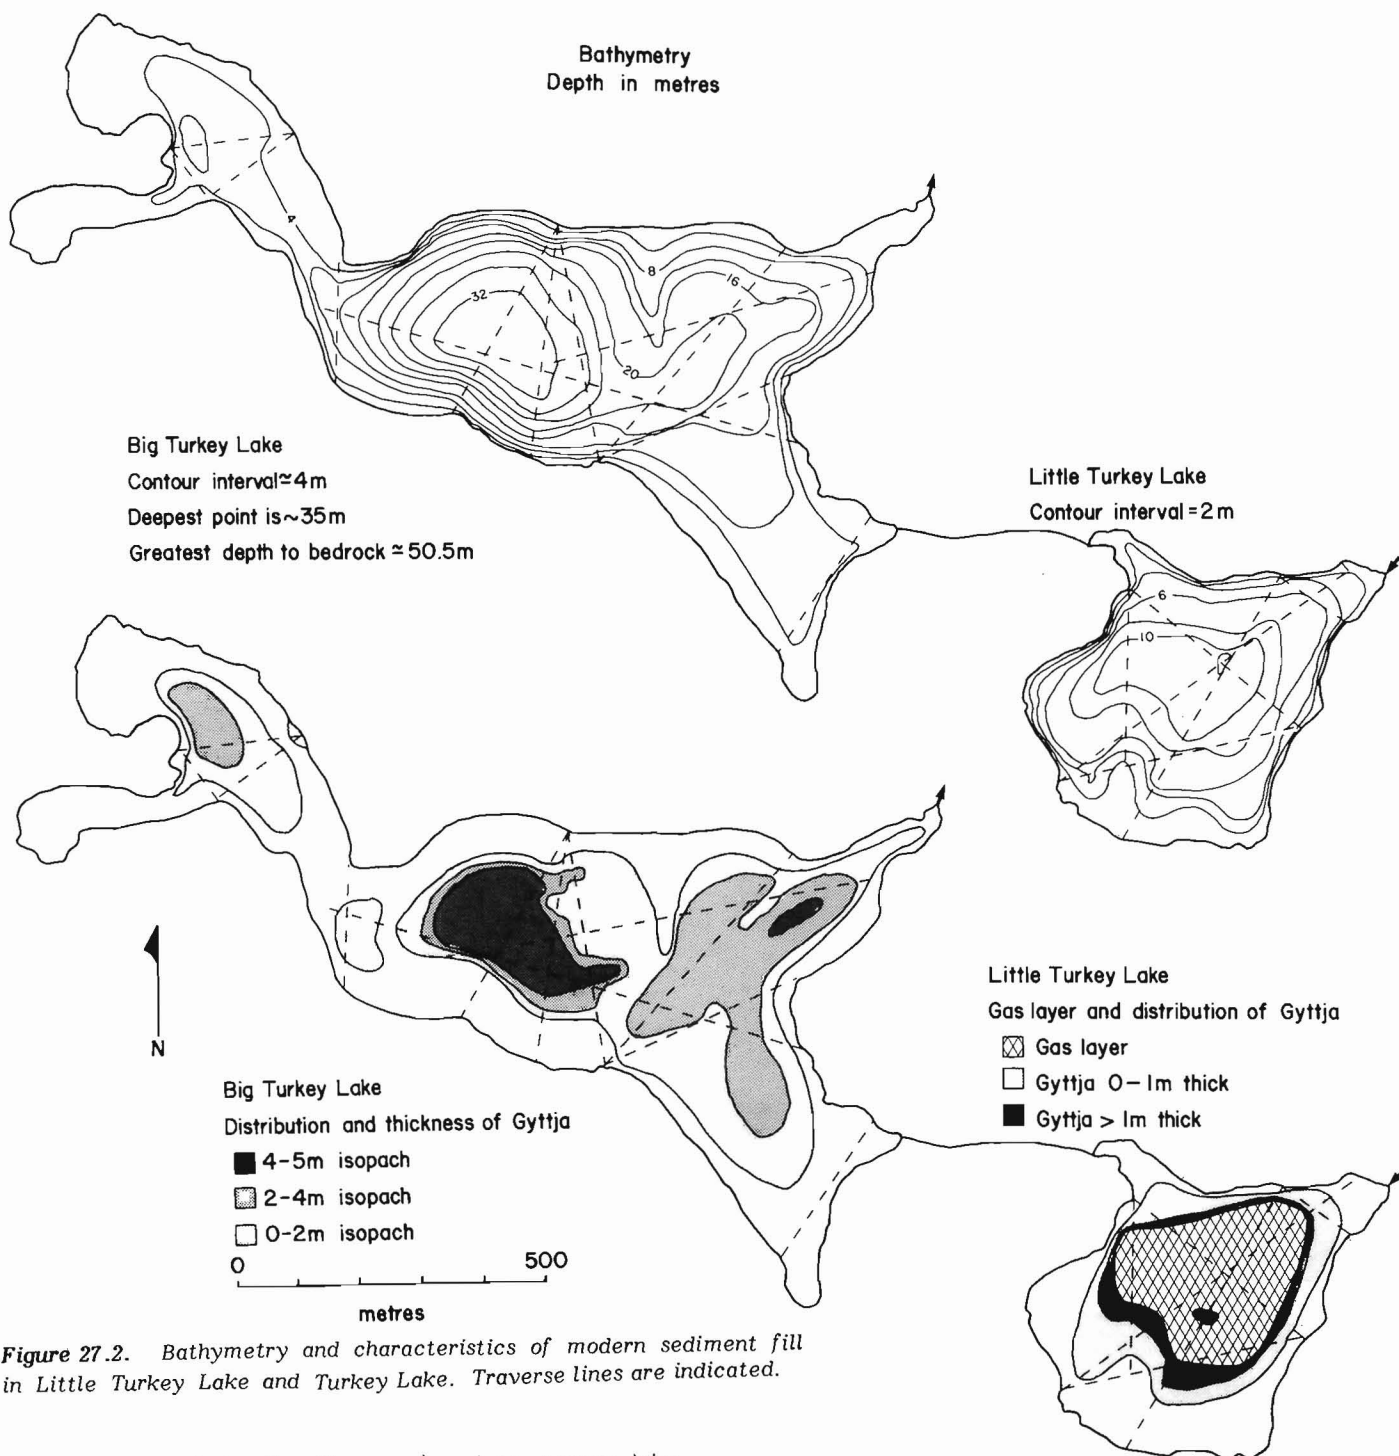 Bathymetry
Depth in metres
4
32
8
16
20
Big Turkey Lake
Contour interval≃4m
Deepest point is~35m
Greatest depth to bedrock ≃50.5m
Little Turkey Lake
Contour interval=2m
6
10
N
Big Turkey Lake
Distribution and thickness of Gyttja
4-5m isopach
2-4m isopach
0-2m isopach
0 500
metres
Little Turkey Lake
Gas layer and distribution of Gyttja
Gas layer
Gyttja 0-1m thick
Gyttja > 1m thick
Figure 27.2. Bathymetry and characteristics of modern sediment fill
in Little Turkey Lake and Turkey Lake. Traverse lines are indicated.